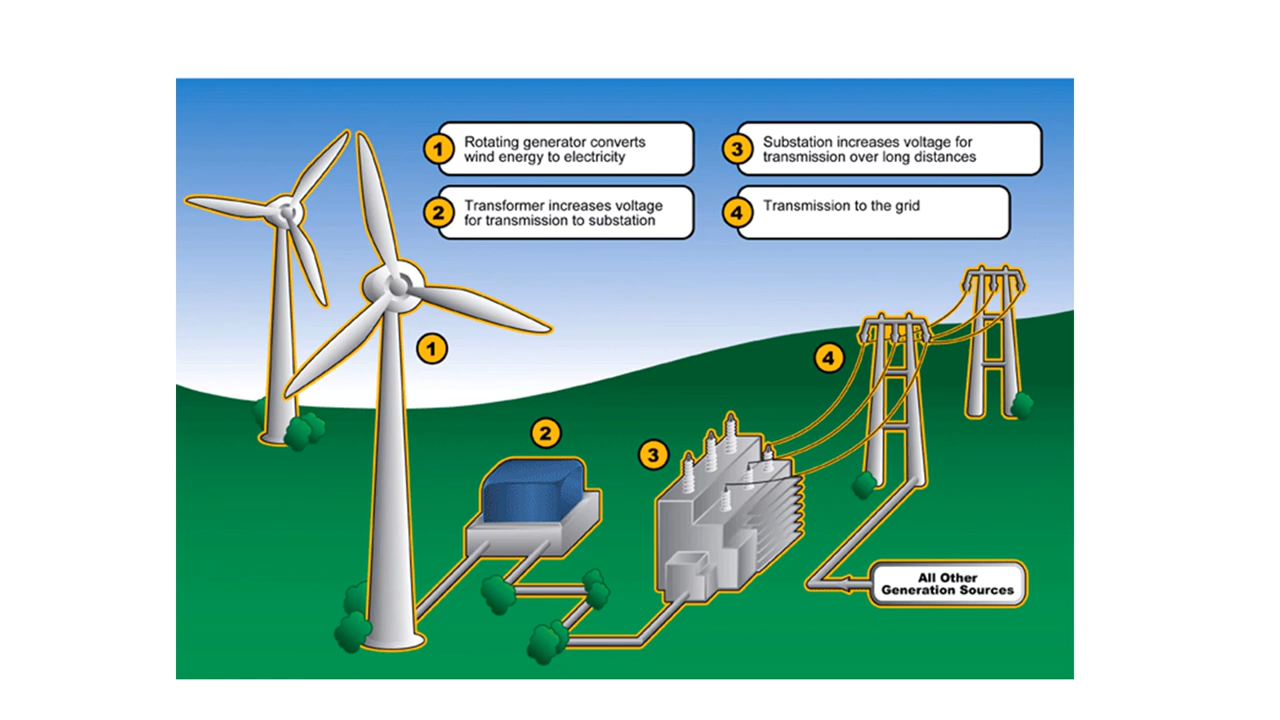 1
Rotating generator converts
wind energy to electricity
2
Transformer increases voltage
for transmission to substation
3
Substation increases voltage for
transmission over long distances
4
Transmission to the grid
1
2
3
4
All Other
Generation Sources